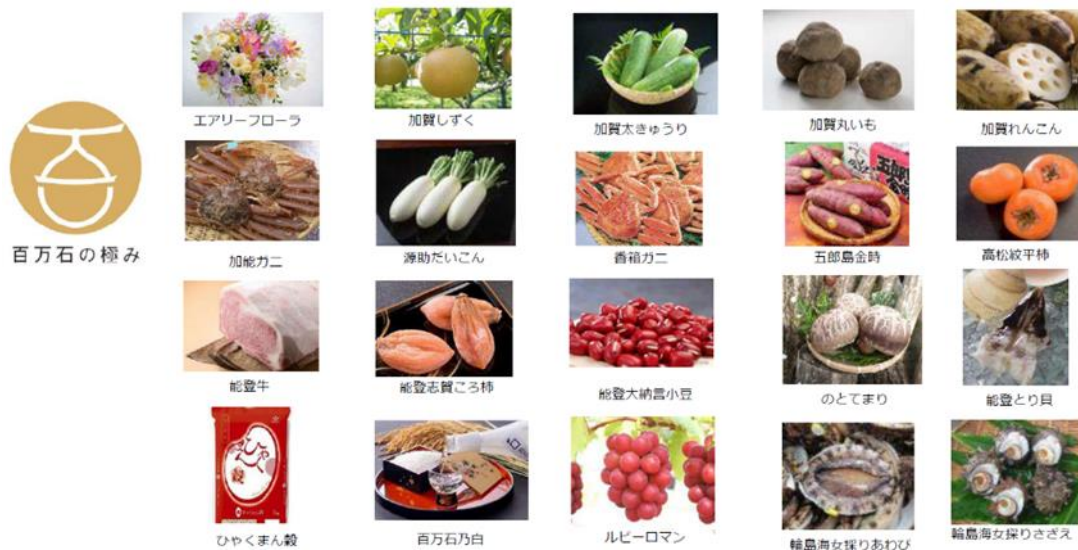 百万石の極み
エアリーフローラ
加賀しずく
加賀太きゅうり
加賀丸いも
加賀れんこん
加能ガニ
源助だいこん
香箱ガニ
五郎島金時
高松紋平柿
能登牛
能登志賀ころ柿
能登大納言小豆
のとてまり
能登とり貝
ひゃくまん穀
百万石乃白
ルビーロマン
輪島海女採りあわび
輪島海女採りさざえ